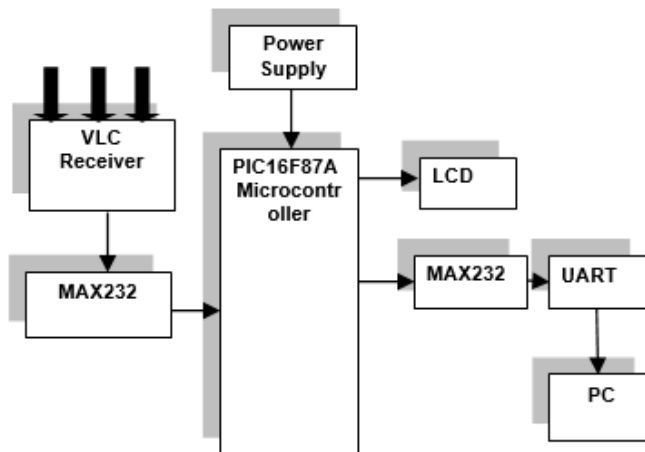 Power
Supply
VLC
Receiver
PIC16F87A
Microcontr
oller
LCD
MAX232
MAX232
UART
PC